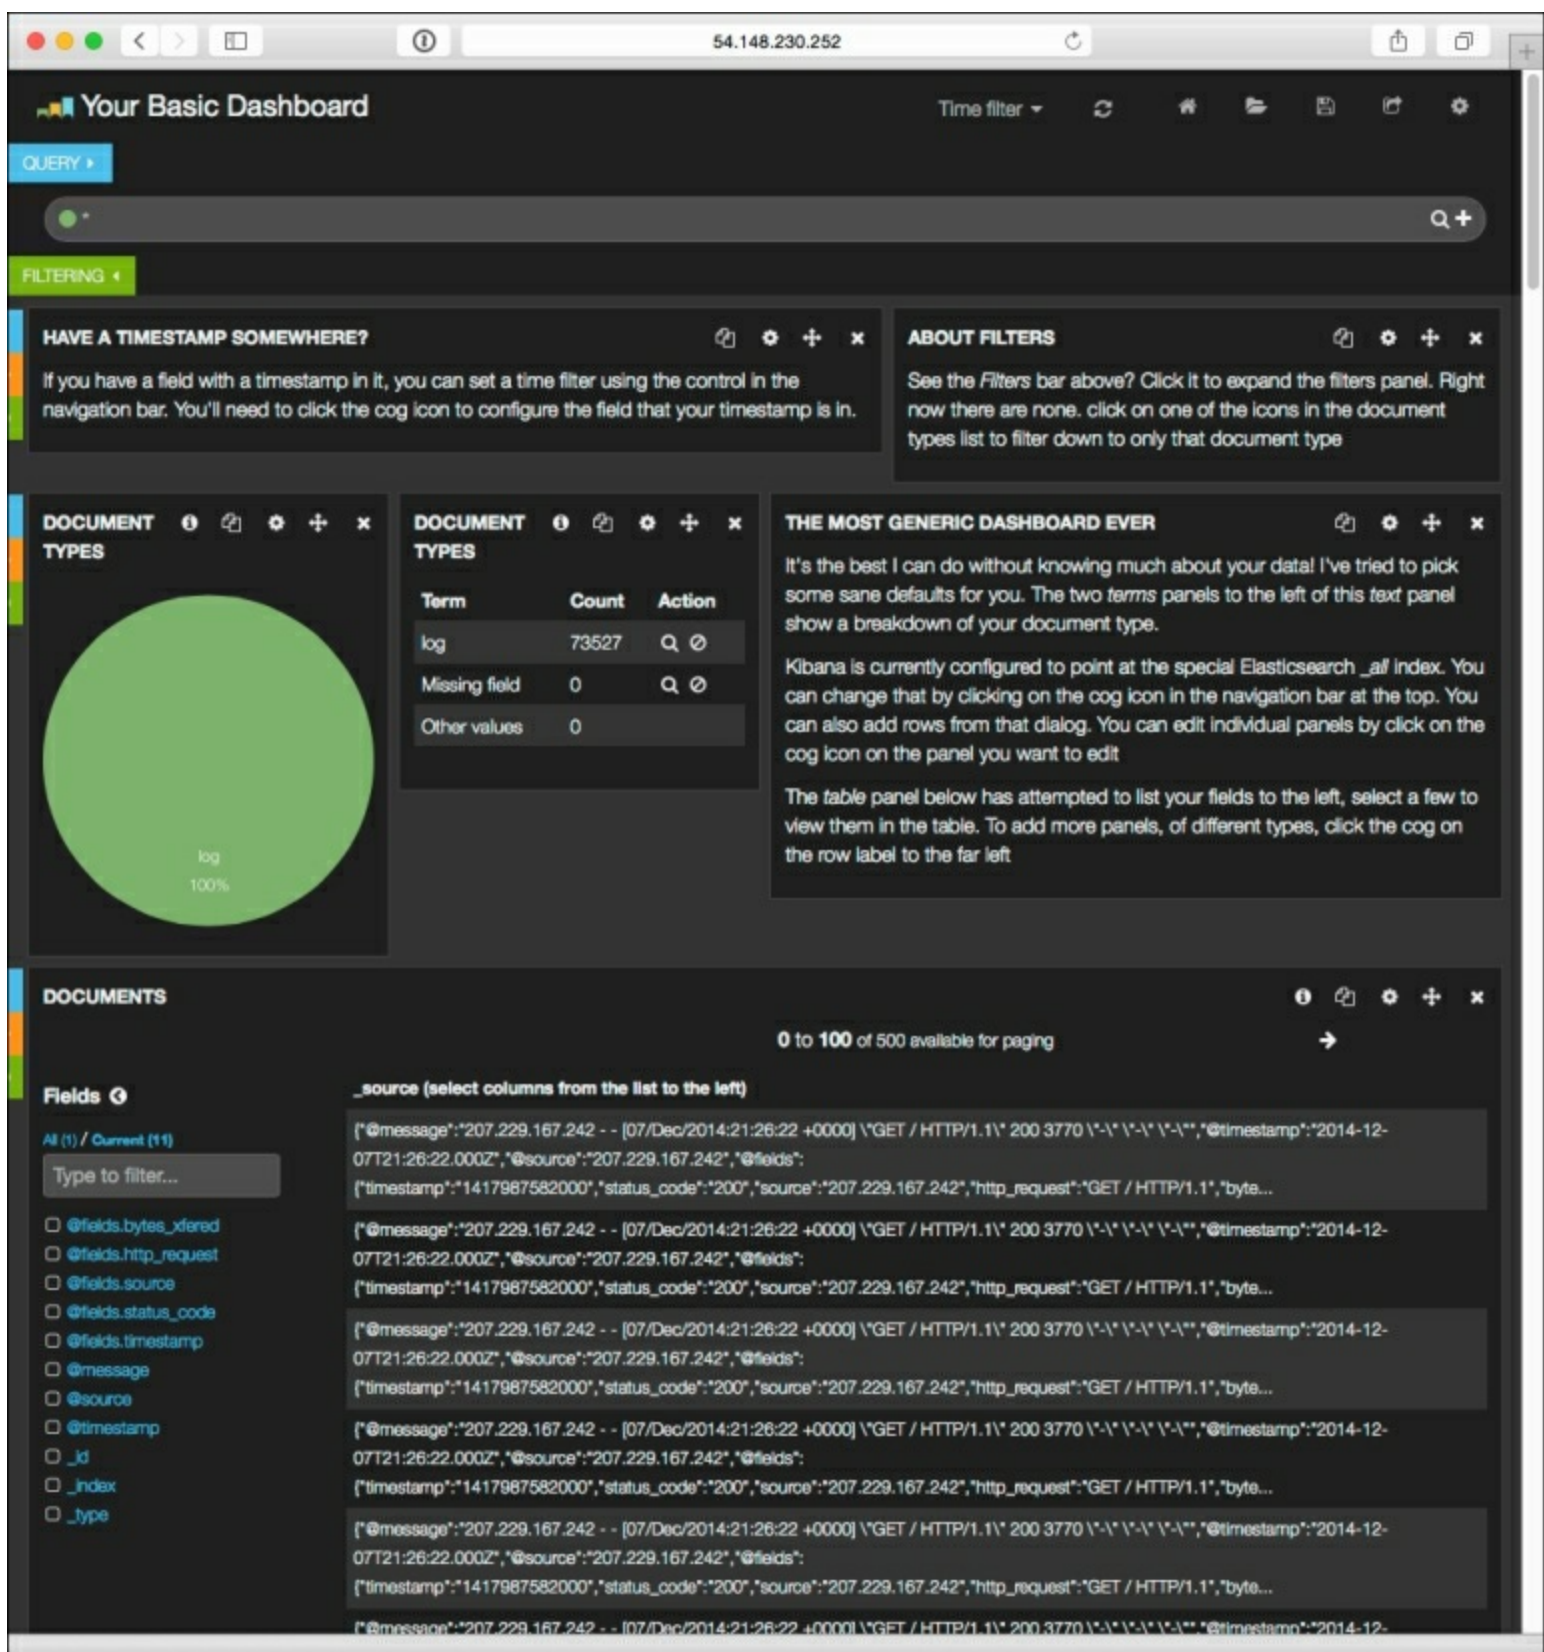 54.148.230.252
Your Basic Dashboard
Time filter
QUERY
*
FILTERING
HAVE A TIMESTAMP SOMEWHERE?
If you have a field with a timestamp in it, you can set a time filter using the control in the
navigation bar. You'll need to click the cog icon to configure the field that your timestamp is in.
ABOUT FILTERS
See the Filters bar above? Click it to expand the filters panel. Right
now there are none. click on one of the icons in the document
types list to filter down to only that document type
DOCUMENT
TYPES
log
100%
DOCUMENT
TYPES
Term Count Action
log 73527
Missing field 0
Other values 0
THE MOST GENERIC DASHBOARD EVER
It's the best I can do without knowing much about your data! I've tried to pick
some sane defaults for you. The two terms panels to the left of this text panel
show a breakdown of your document type.
Kibana is currently configured to point at the special Elasticsearch _all index. You
can change that by clicking on the cog icon in the navigation bar at the top. You
can also add rows from that dialog. You can edit individual panels by click on the
cog icon on the panel you want to edit
The table panel below has attempted to list your fields to the left, select a few to
view them in the table. To add more panels, of different types, click the cog on
the row label to the far left
DOCUMENTS
0 to 100 of 500 available for paging
Fields
All (1) / Current (11)
Type to filter...
@fields.bytes_xfered
@fields.http_request
@fields.source
@fields.status_code
@fields.timestamp
@message
@source
@timestamp
_id
_index
_type
_source (select columns from the list to the left)
{"@message":"207.229.167.242 - - [07/Dec/2014:21:26:22 +0000] \"GET / HTTP/1.1\" 200 3770 \"-\" \"-\" \"-\"","@timestamp":"2014-12-
07T21:26:22.000Z","@source":"207.229.167.242","@fields":
{"timestamp":"1417987582000","status_code":"200","source":"207.229.167.242","http_request":"GET / HTTP/1.1","byte...
{"@message":"207.229.167.242 - - [07/Dec/2014:21:26:22 +0000] \"GET / HTTP/1.1\" 200 3770 \"-\" \"-\" \"-\"","@timestamp":"2014-12-
07T21:26:22.000Z","@source":"207.229.167.242","@fields":
{"timestamp":"1417987582000","status_code":"200","source":"207.229.167.242","http_request":"GET / HTTP/1.1","byte...
{"@message":"207.229.167.242 - - [07/Dec/2014:21:26:22 +0000] \"GET / HTTP/1.1\" 200 3770 \"-\" \"-\" \"-\"","@timestamp":"2014-12-
07T21:26:22.000Z","@source":"207.229.167.242","@fields":
{"timestamp":"1417987582000","status_code":"200","source":"207.229.167.242","http_request":"GET / HTTP/1.1","byte...
{"@message":"207.229.167.242 - - [07/Dec/2014:21:26:22 +0000] \"GET / HTTP/1.1\" 200 3770 \"-\" \"-\" \"-\"","@timestamp":"2014-12-
07T21:26:22.000Z","@source":"207.229.167.242","@fields":
{"timestamp":"1417987582000","status_code":"200","source":"207.229.167.242","http_request":"GET / HTTP/1.1","byte...
{"@message":"207.229.167.242 - - [07/Dec/2014:21:26:22 +0000] \"GET / HTTP/1.1\" 200 3770 \"-\" \"-\" \"-\"","@timestamp":"2014-12-
07T21:26:22.000Z","@source":"207.229.167.242","@fields":
{"timestamp":"1417987582000","status_code":"200","source":"207.229.167.242","http_request":"GET / HTTP/1.1","byte...
{"@message":"207.229.167.242 - - [07/Dec/2014:21:26:22 +0000] \"GET / HTTP/1.1\" 200 3770 \"-\" \"-\" \"-\"","@timestamp":"2014-12-